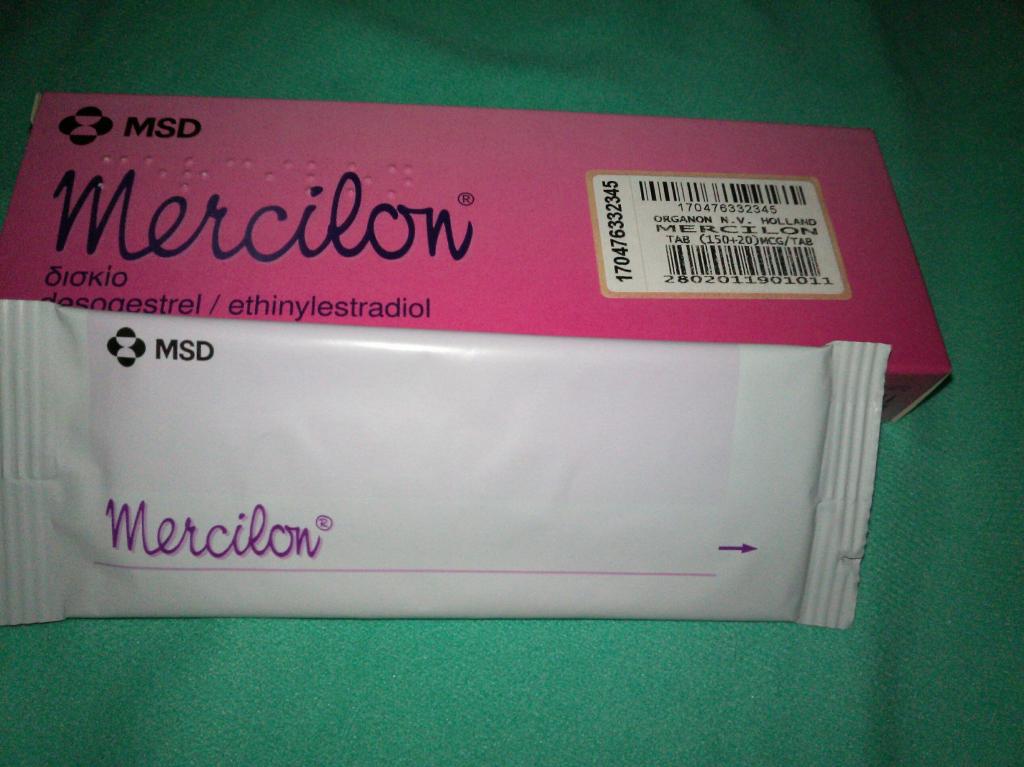 MSD
Mercilon®
δισκίο
desogestrel / ethinylestradiol
170476332345
170476332345
ORGANON N.V. HOLLAND
MERCILON
TAB (150+20)MCG/TAB
2802011901011
MSD
Mercilon®